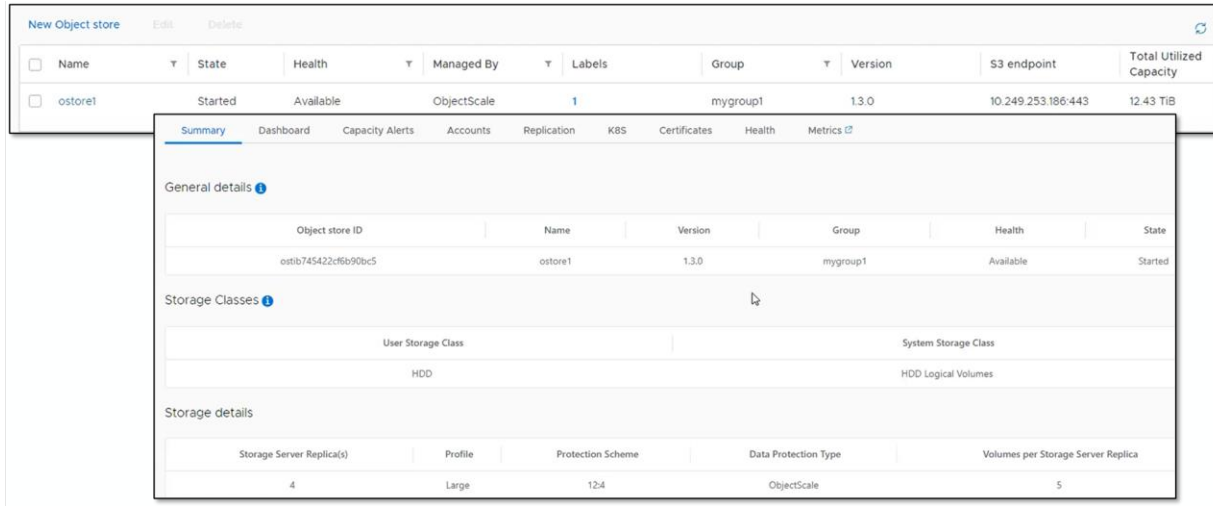 New Object store Edit Delete
Name State Health Managed By Labels Group Version S3 endpoint Total Utilized
Capacity
ostore1 Started Available ObjectScale 1 mygroup1 1.3.0 10.249.253.186:443 12.43 TiB
Summary Dashboard Capacity Alerts Accounts Replication K8S Certificates Health Metrics
General details
Object store ID Name Version Group Health State
ostib745422cf6b90bc5 ostore1 1.3.0 mygroup1 Available Started
Storage Classes
User Storage Class System Storage Class
HDD HDD Logical Volumes
Storage details
Storage Server Replica(s) Profile Protection Scheme Data Protection Type Volumes per Storage Server Replica
4 Large 12:4 ObjectScale 5